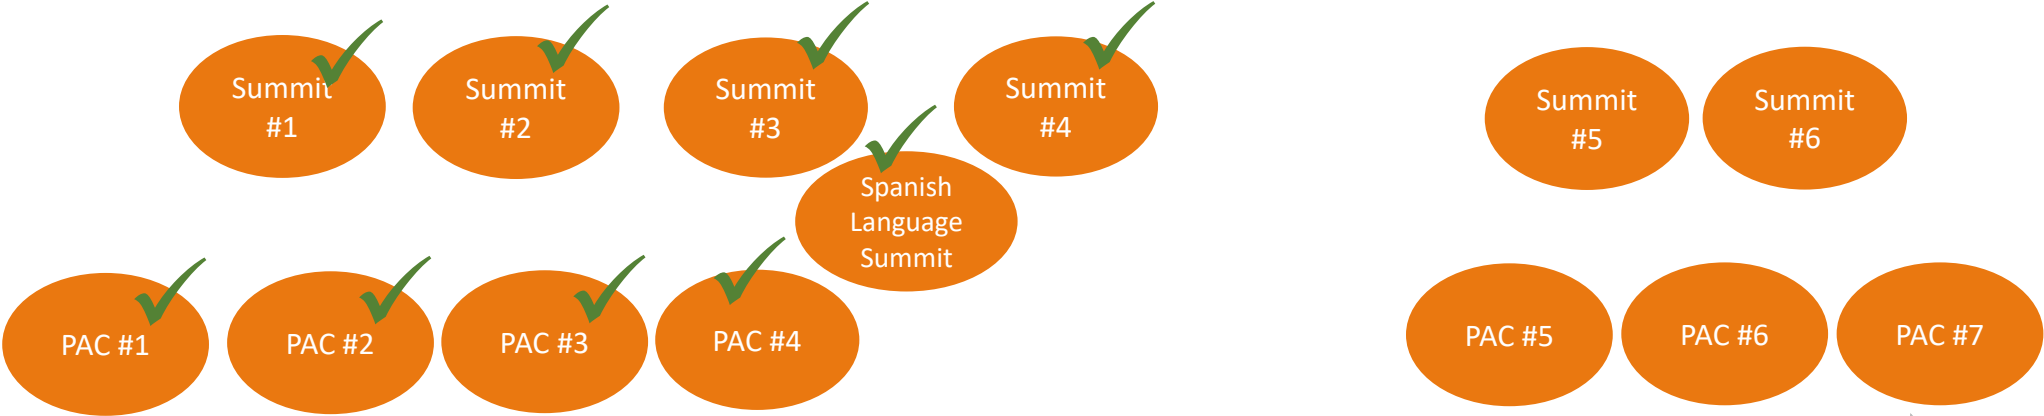 Summit
#1
Summit
#2
Summit
#3
Summit
#4
Summit
#5
Summit
#6
Spanish
Language
Summit
PAC #1
PAC #2
PAC #3
PAC #4
PAC #5
PAC #6
PAC #7